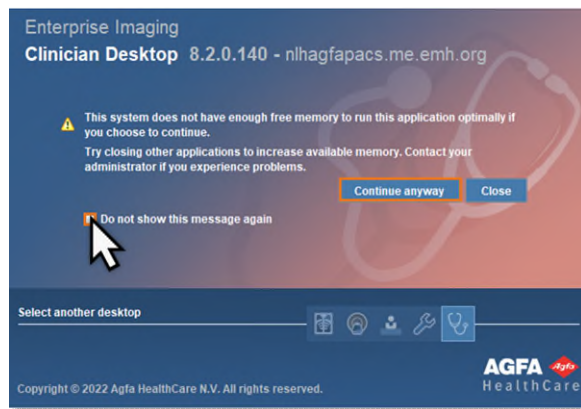 Enterprise Imaging
Clinician Desktop 8.2.0.140 - nlhagfapacs.me.emh.org
This system does not have enough free memory to run this application optimally if
you choose to continue.
Try closing other applications to increase available memory. Contact your
administrator if you experience problems.
Continue anyway Close
Do not show this message again
Select another desktop
AGFA Agfa
HealthCare
Copyright © 2022 Agfa HealthCare N.V. All rights reserved.